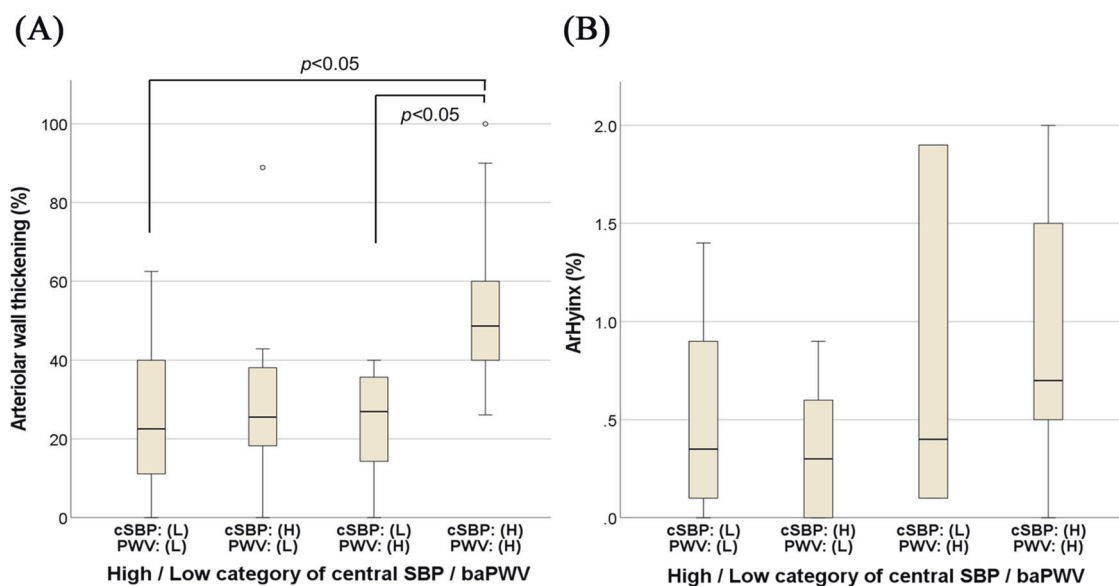 (A)
p<0.05
p<0.05
100
80
60
40
20
0
Arteriolar wall thickening (%)
cSBP: (L) cSBP: (H) cSBP: (L) cSBP: (H)
PWV: (L) PWV: (L) PWV: (H) PWV: (H)
High / Low category of central SBP / baPWV
(B)
2.0
1.5
1.0
.5
.0
ArHyinx (%)
cSBP: (L) cSBP: (H) cSBP: (L) cSBP: (H)
PWV: (L) PWV: (L) PWV: (H) PWV: (H)
High / Low category of central SBP / baPWV